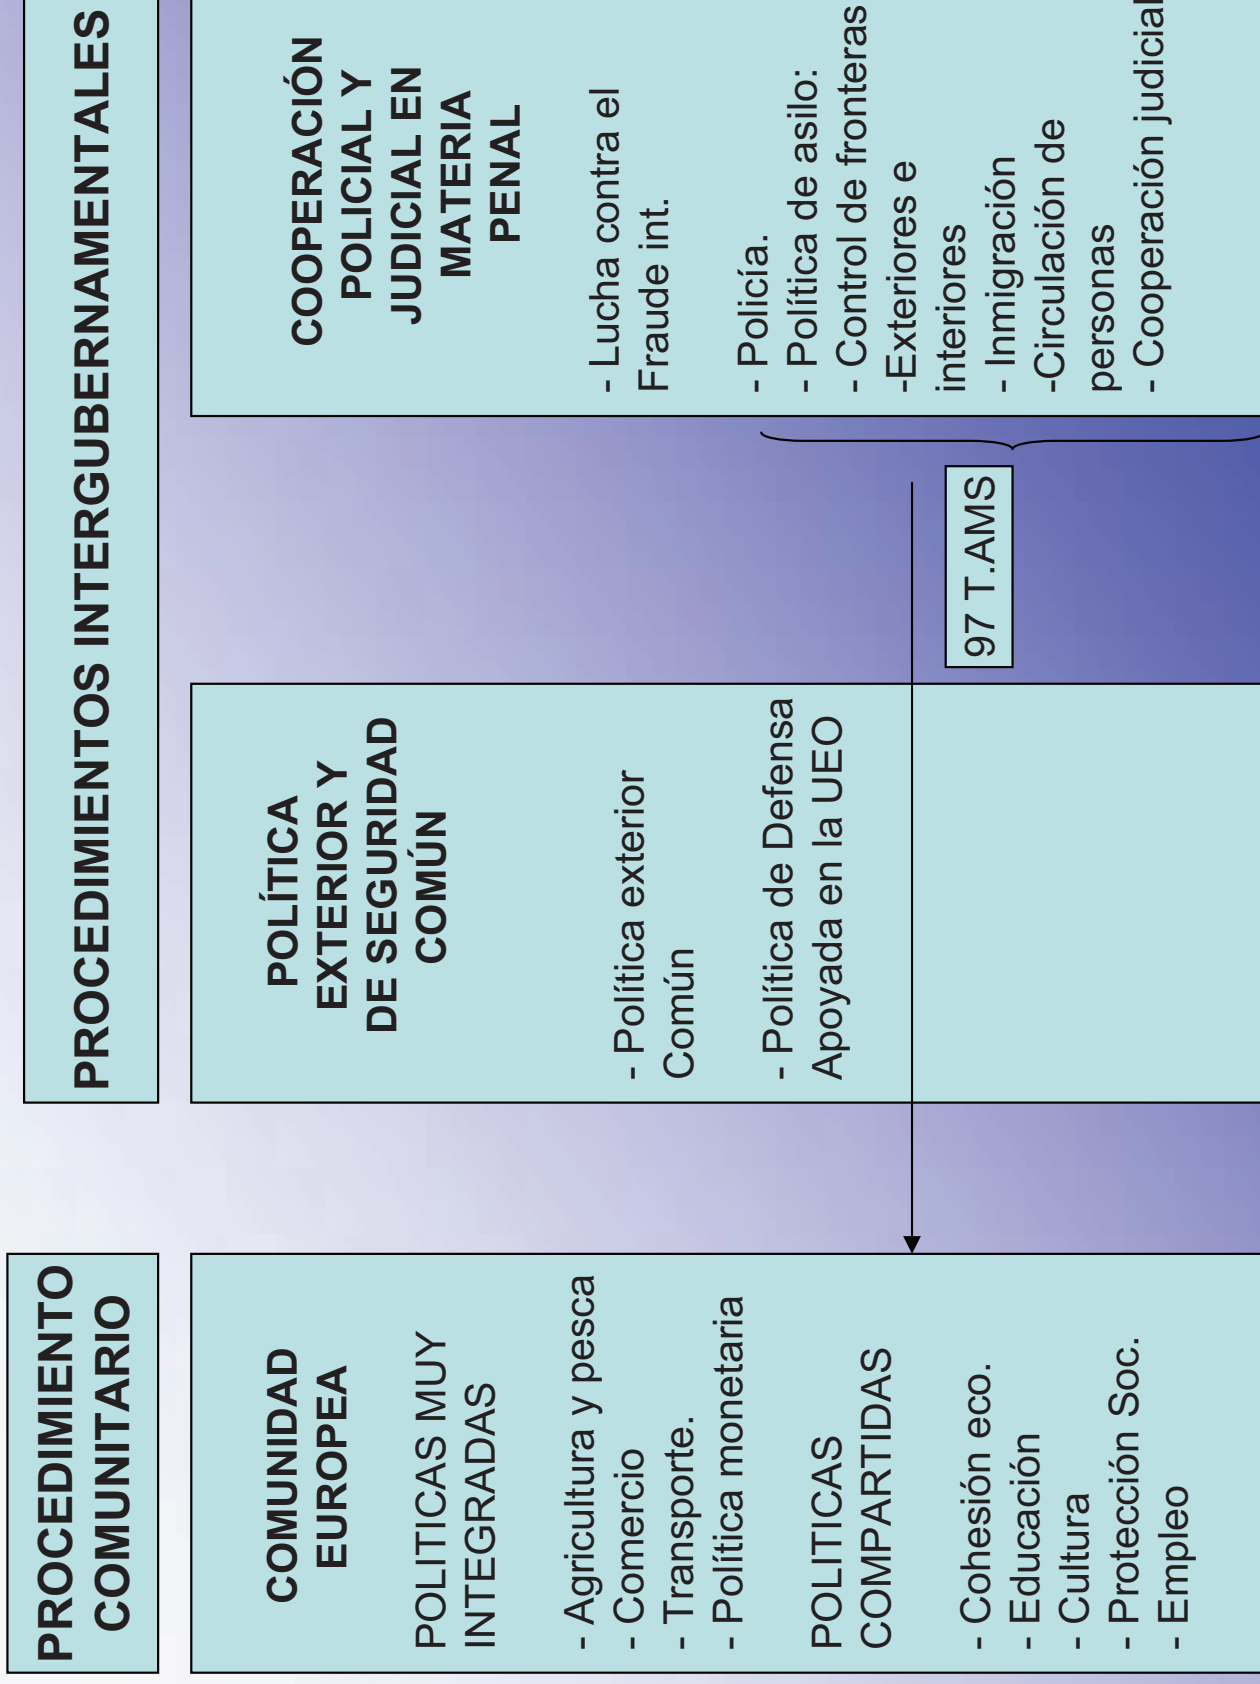 PROCEDIMIENTO
COMUNITARIO
PROCEDIMIENTOS INTERGUBERNAMENTALES
COMUNIDAD
EUROPEA
POLITICAS MUY
INTEGRADAS
- Agricultura y pesca
- Comercio
- Transporte.
- Política monetaria
POLITICAS
COMPARTIDAS
- Cohesión eco.
- Educación
- Cultura
- Protección Soc.
- Empleo
POLÍTICA
EXTERIOR Y
DE SEGURIDAD
COMÚN
- Política exterior
Común
- Política de Defensa
Apoyada en la UEO
97 T.AMS
COOPERACIÓN
POLICIAL Y
JUDICIAL EN
MATERIA
PENAL
- Lucha contra el
Fraude int.
- Policía.
- Política de asilo:
- Control de fronteras
-Exteriores e
interiores
- Inmigración
-Circulación de
personas
- Cooperación judicial